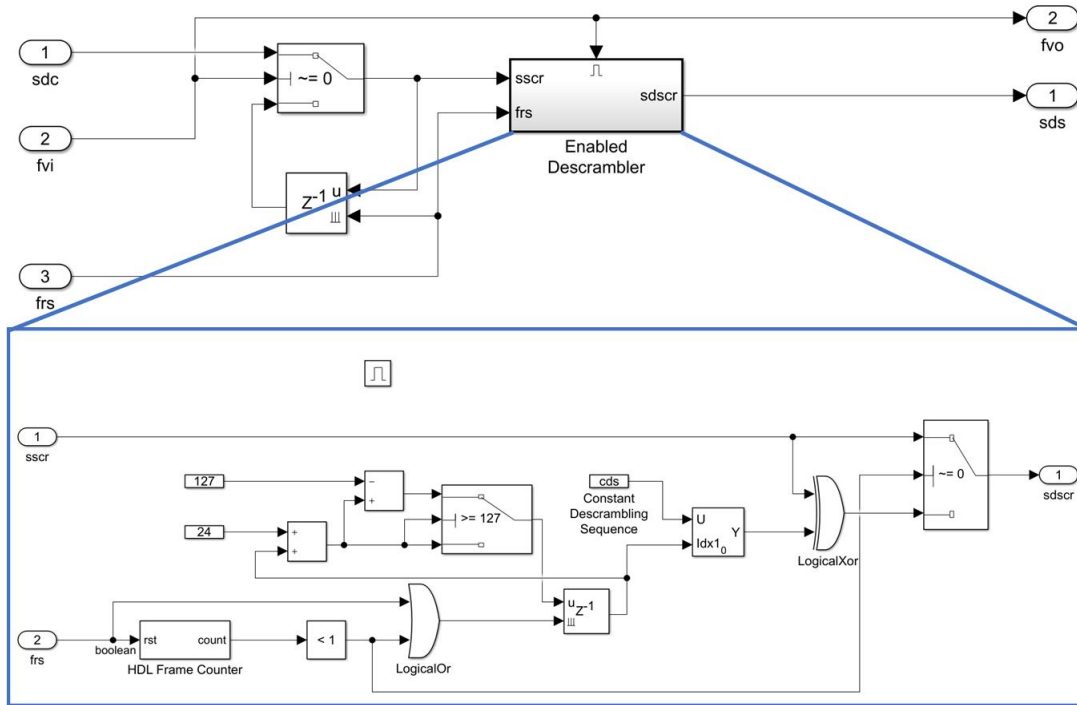 1
sdc
2
fvi
3
frs
~= 0
Z-1 u
sscr
frs
sdscr
Enabled
Descrambler
2
fvo
1
sds
1
sscr
127
24
−
+
+
+
>= 127
cds
Constant
Descrambling
Sequence
U
Idx1 0
Y
LogicalXor
~= 0
1
sdscr
2
frs
boolean
rst
count
HDL Frame Counter
< 1
LogicalOr
u
Z-1